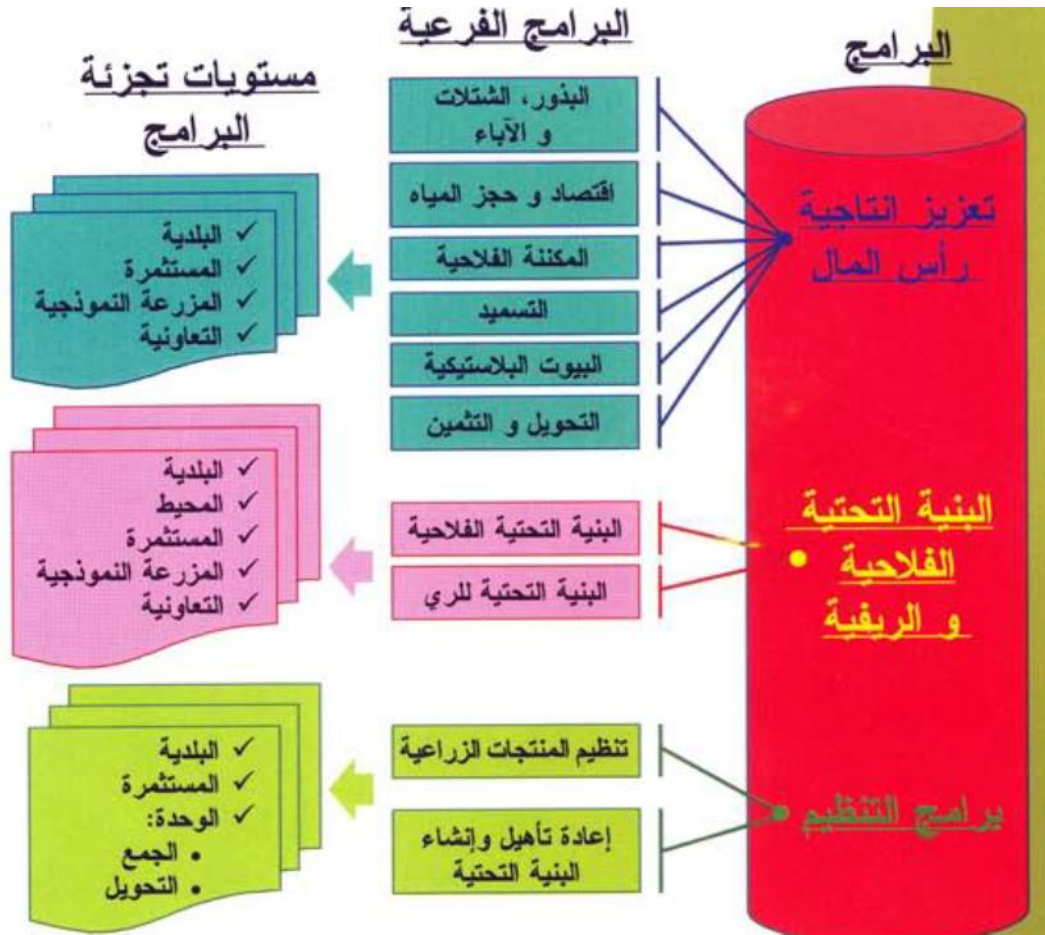 البرامج
تعزيز انتاجية
رأس المال
البنية التحتية
الفلاحية
و الريفية
برامج التنظيم
البرامج الفرعية
البذور، الشتلات
و الآباء
اقتصاد و حجز المياه
المكننة الفلاحية
التسميد
البيوت البلاستيكية
التحويل و التثمين
البنية التحتية الفلاحية
البنية التحتية للري
تنظيم المنتجات الزراعية
إعادة تأهيل وإنشاء
البنية التحتية
مستويات تجزئة
البرامج
✓ البلدية
✓ المستثمرة
✓ المزرعة النموذجية
✓ التعاونية
✓ البلدية
✓ المحيط
✓ المستثمرة
✓ المزرعة النموذجية
✓ التعاونية
✓ البلدية
✓ المستثمرة
✓ الوحدة:
• الجمع
• التحويل